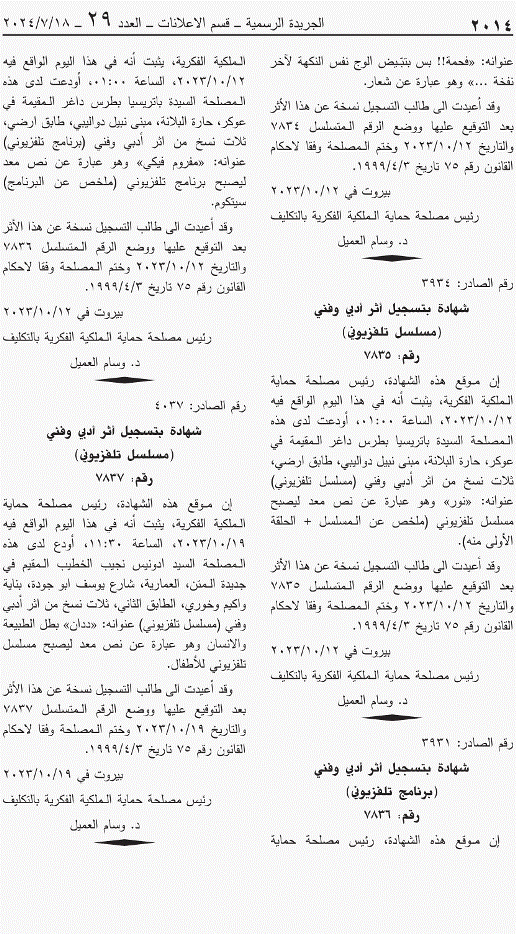 ٢٠١٤
الجريدة الرسمية ــ قسم الاعلانات ــ العدد ٢٩ ــ ٢٠٢٤/٧/١٨
عنوانه: «فحمة!! بس بتبّيض الوج نفس النكهة لآخر
نفخة ...» وهو عبارة عن شعار.
وقد أعيدت الى طالب التسجيل نسخة عن هذا الأثر
بعد التوقيع عليها ووضع الرقم المتسلسل ٧٨٣٤
والتاريخ ٢٠٢٣/١٠/١٢ وختم المصلحة وفقا لاحكام
القانون رقم ٧٥ تاريخ ١٩٩٩/٤/٣.
بيروت في ٢٠٢٣/١٠/١٢
رئيس مصلحة حماية الملكية الفكرية بالتكليف
د. وسام العميل
رقم الصادر: ٣٩٣٤
شهادة بتسجيل أثر أدبي وفني
(مسلسل تلفزيوني)
رقم: ٧٨٣٥
إن موقع هذه الشهادة، رئيس مصلحة حماية
الملكية الفكرية، يثبت أنه في هذا اليوم الواقع فيه
٢٠٢٣/١٠/١٢، الساعة ٠١:٠٠، أودعت لدى هذه
المصلحة السيدة باتريسيا بطرس داغر المقيمة في
عوكر، حارة البلانة، مبنى نبيل دواليبي، طابق ارضي،
ثلاث نسخ من اثر أدبي وفني (مسلسل تلفزيوني)
عنوانه: «نور» وهو عبارة عن نص معد ليصبح
مسلسل تلفزيوني (ملخص عن المسلسل + الحلقة
الأولى منه).
وقد أعيدت الى طالب التسجيل نسخة عن هذا الأثر
بعد التوقيع عليها ووضع الرقم المتسلسل ٧٨٣٥
والتاريخ ٢٠٢٣/١٠/١٢ وختم المصلحة وفقا لاحكام
القانون رقم ٧٥ تاريخ ١٩٩٩/٤/٣.
بيروت في ٢٠٢٣/١٠/١٢
رئيس مصلحة حماية الملكية الفكرية بالتكليف
د. وسام العميل
رقم الصادر: ٣٩٣١
شهادة بتسجيل أثر أدبي وفني
(برنامج تلفزيوني)
رقم: ٧٨٣٦
إن موقع هذه الشهادة، رئيس مصلحة حماية
الملكية الفكرية، يثبت أنه في هذا اليوم الواقع فيه
٢٠٢٣/١٠/١٢، الساعة ٠١:٠٠، أودعت لدى هذه
المصلحة السيدة باتريسيا بطرس داغر المقيمة في
عوكر، حارة البلانة، مبنى نبيل دواليبي، طابق ارضي،
ثلاث نسخ من اثر أدبي وفني (برنامج تلفزيوني)
عنوانه: «مفروم فيكي» وهو عبارة عن نص معد
ليصبح برنامج تلفزيوني (ملخص عن البرنامج)
سيتكوم.
وقد أعيدت الى طالب التسجيل نسخة عن هذا الأثر
بعد التوقيع عليها ووضع الرقم المتسلسل ٧٨٣٦
والتاريخ ٢٠٢٣/١٠/١٢ وختم المصلحة وفقا لاحكام
القانون رقم ٧٥ تاريخ ١٩٩٩/٤/٣.
بيروت في ٢٠٢٣/١٠/١٢
رئيس مصلحة حماية الملكية الفكرية بالتكليف
د. وسام العميل
رقم الصادر: ٤٠٣٧
شهادة بتسجيل أثر أدبي وفني
(مسلسل تلفزيوني)
رقم: ٧٨٣٧
إن موقع هذه الشهادة، رئيس مصلحة حماية
الملكية الفكرية، يثبت أنه في هذا اليوم الواقع فيه
٢٠٢٣/١٠/١٩، الساعة ١١:٣٠، أودع لدى هذه
المصلحة السيد ادونيس نجيب الخطيب المقيم في
جديدة المتن، العمارية، شارع يوسف ابو جودة، بناية
واكيم وخوري، الطابق الثاني، ثلاث نسخ من اثر أدبي
وفني (مسلسل تلفزيوني) عنوانه: «ددان» بطل الطبيعة
والانسان وهو عبارة عن نص معد ليصبح مسلسل
تلفزيوني للأطفال.
وقد أعيدت الى طالب التسجيل نسخة عن هذا الأثر
بعد التوقيع عليها ووضع الرقم المتسلسل ٧٨٣٧
والتاريخ ٢٠٢٣/١٠/١٩ وختم المصلحة وفقا لاحكام
القانون رقم ٧٥ تاريخ ١٩٩٩/٤/٣.
بيروت في ٢٠٢٣/١٠/١٩
رئيس مصلحة حماية الملكية الفكرية بالتكليف
د. وسام العميل